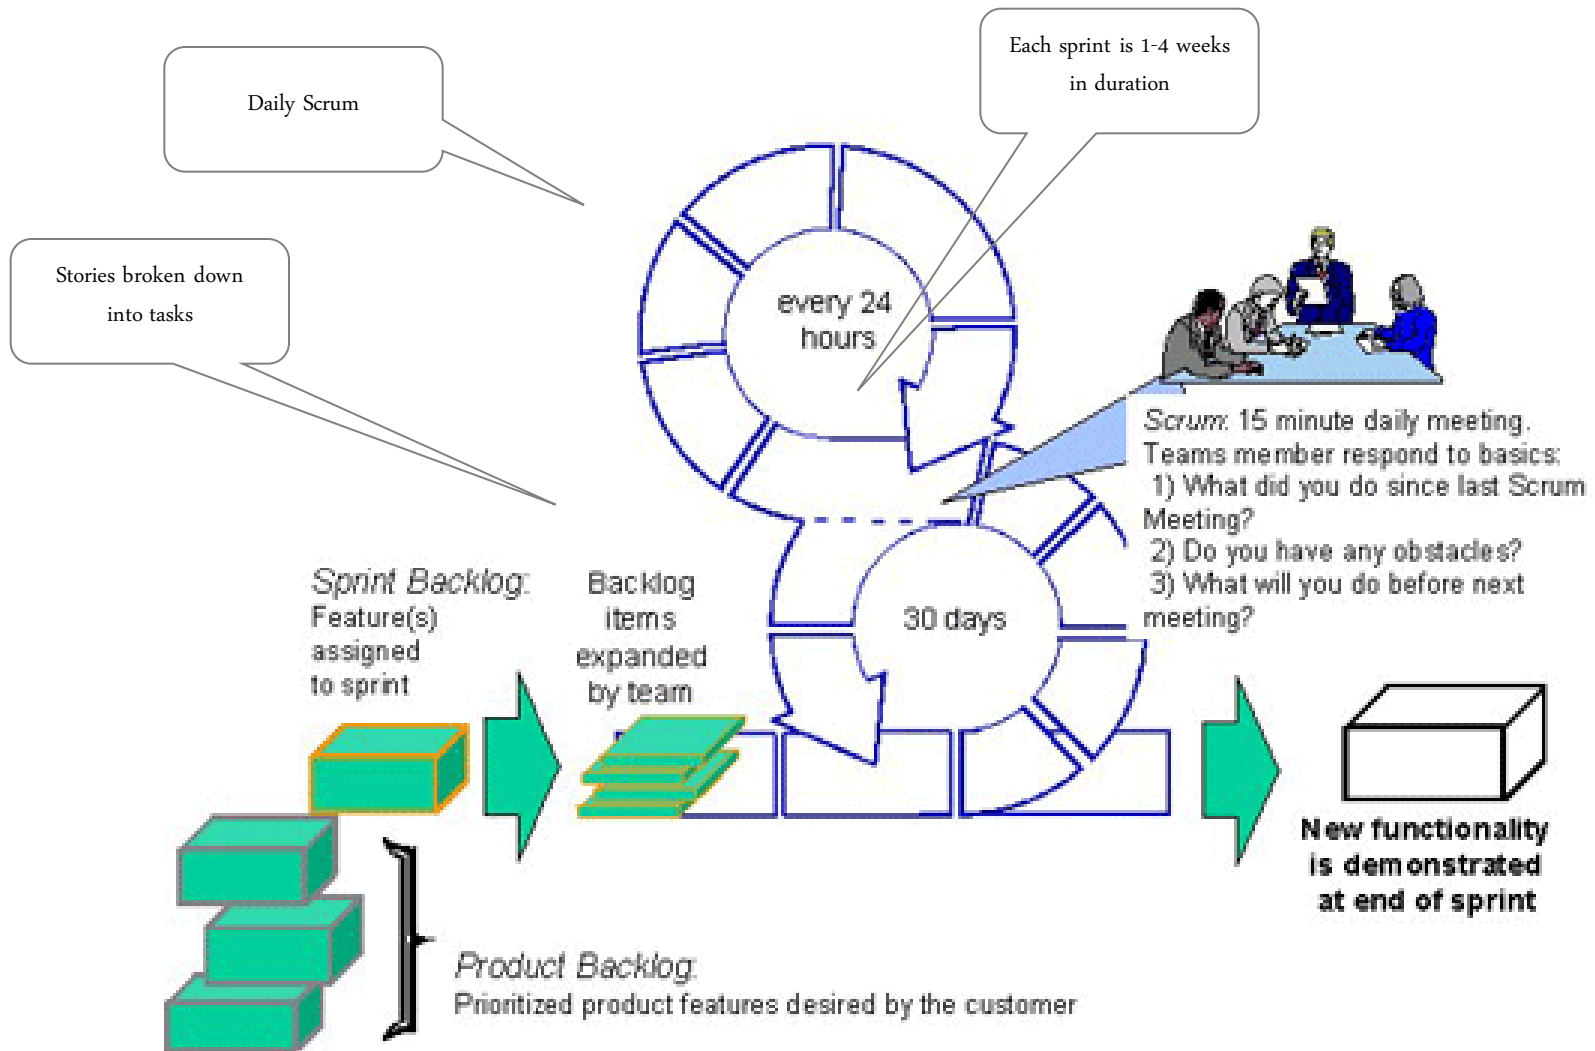 Each sprint is 1-4 weeks
in duration
Daily Scrum
Stories broken down
into tasks
every 24
hours
Scrum: 15 minute daily meeting.
Teams member respond to basics:
1) What did you do since last Scrum
Meeting?
2) Do you have any obstacles?
3) What will you do before next
meeting?
30 days
Sprint Backlog:
Feature(s)
assigned
to sprint
Backlog
items
expanded
by team
New functionality
is demonstrated
at end of sprint
Product Backlog:
Prioritized product features desired by the customer